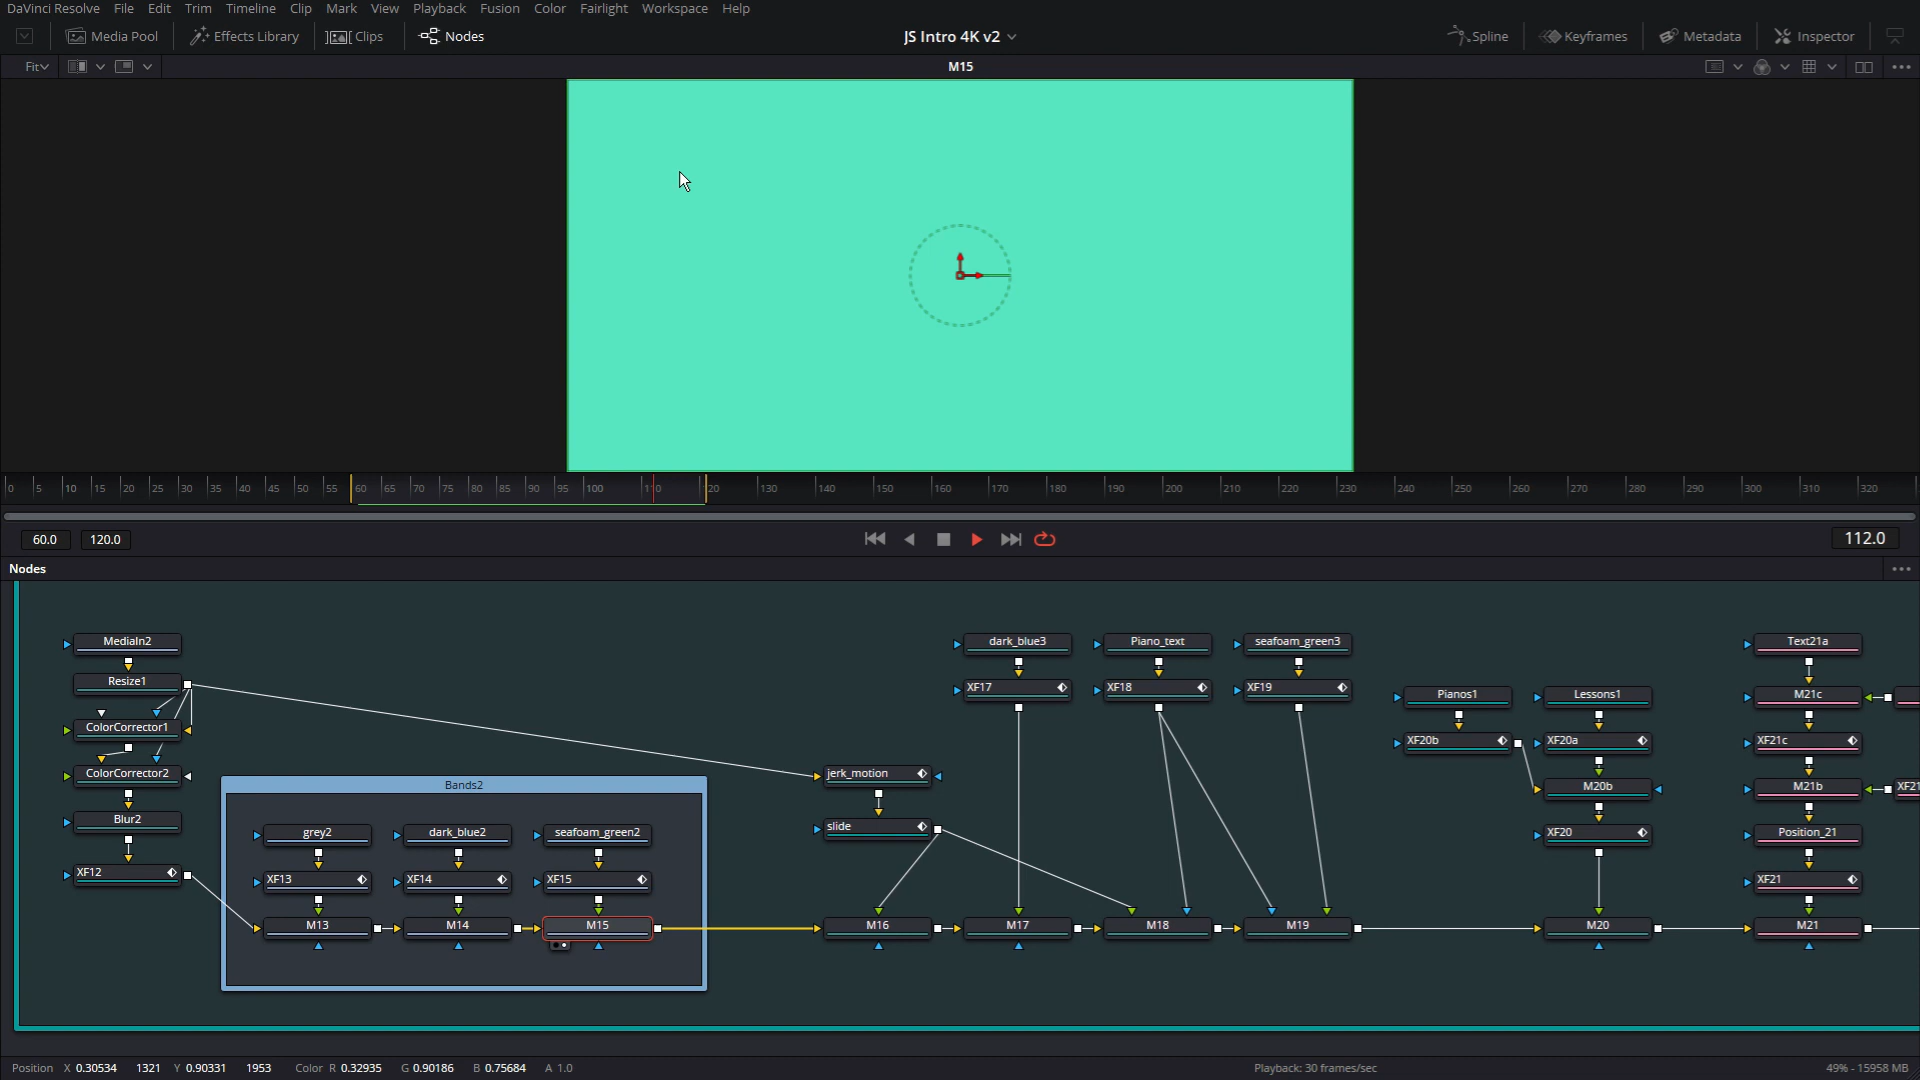 DaVinci Resolve File Edit Trim Timeline Clip Mark View Playback Fusion Color Fairlight Workspace Help
Media Pool Effects Library Clips Nodes JS Intro 4K v2 Spline Keyframes Metadata Inspector
Fit M15
0 5 10 15 20 25 30 35 40 45 50 55 60 65 70 75 80 85 90 95 100 110 120 130 140 150 160 170 180 190 200 210 220 230 240 250 260 270 280 290 300 310 320
60.0 120.0 112.0
Nodes
MediaIn2 dark_blue3 Piano_text seafoam_green3 Text21a
Resize1 XF17 XF18 XF19 Pianos1 Lessons1 M21c
ColorCorrector1 XF20b XF20a XF21c
ColorCorrector2 jerk_motion M20b M21b XF21
Bands2
Blur2 grey2 dark_blue2 seafoam_green2 slide XF20 Position_21
XF12 XF13 XF14 XF15 XF21
M13 M14 M15 M16 M17 M18 M19 M20 M21
Position X 0.30534 1321 Y 0.90331 1953 Color R 0.32935 G 0.90186 B 0.75684 A 1.0 Playback: 30 frames/sec 49% - 15958 MB